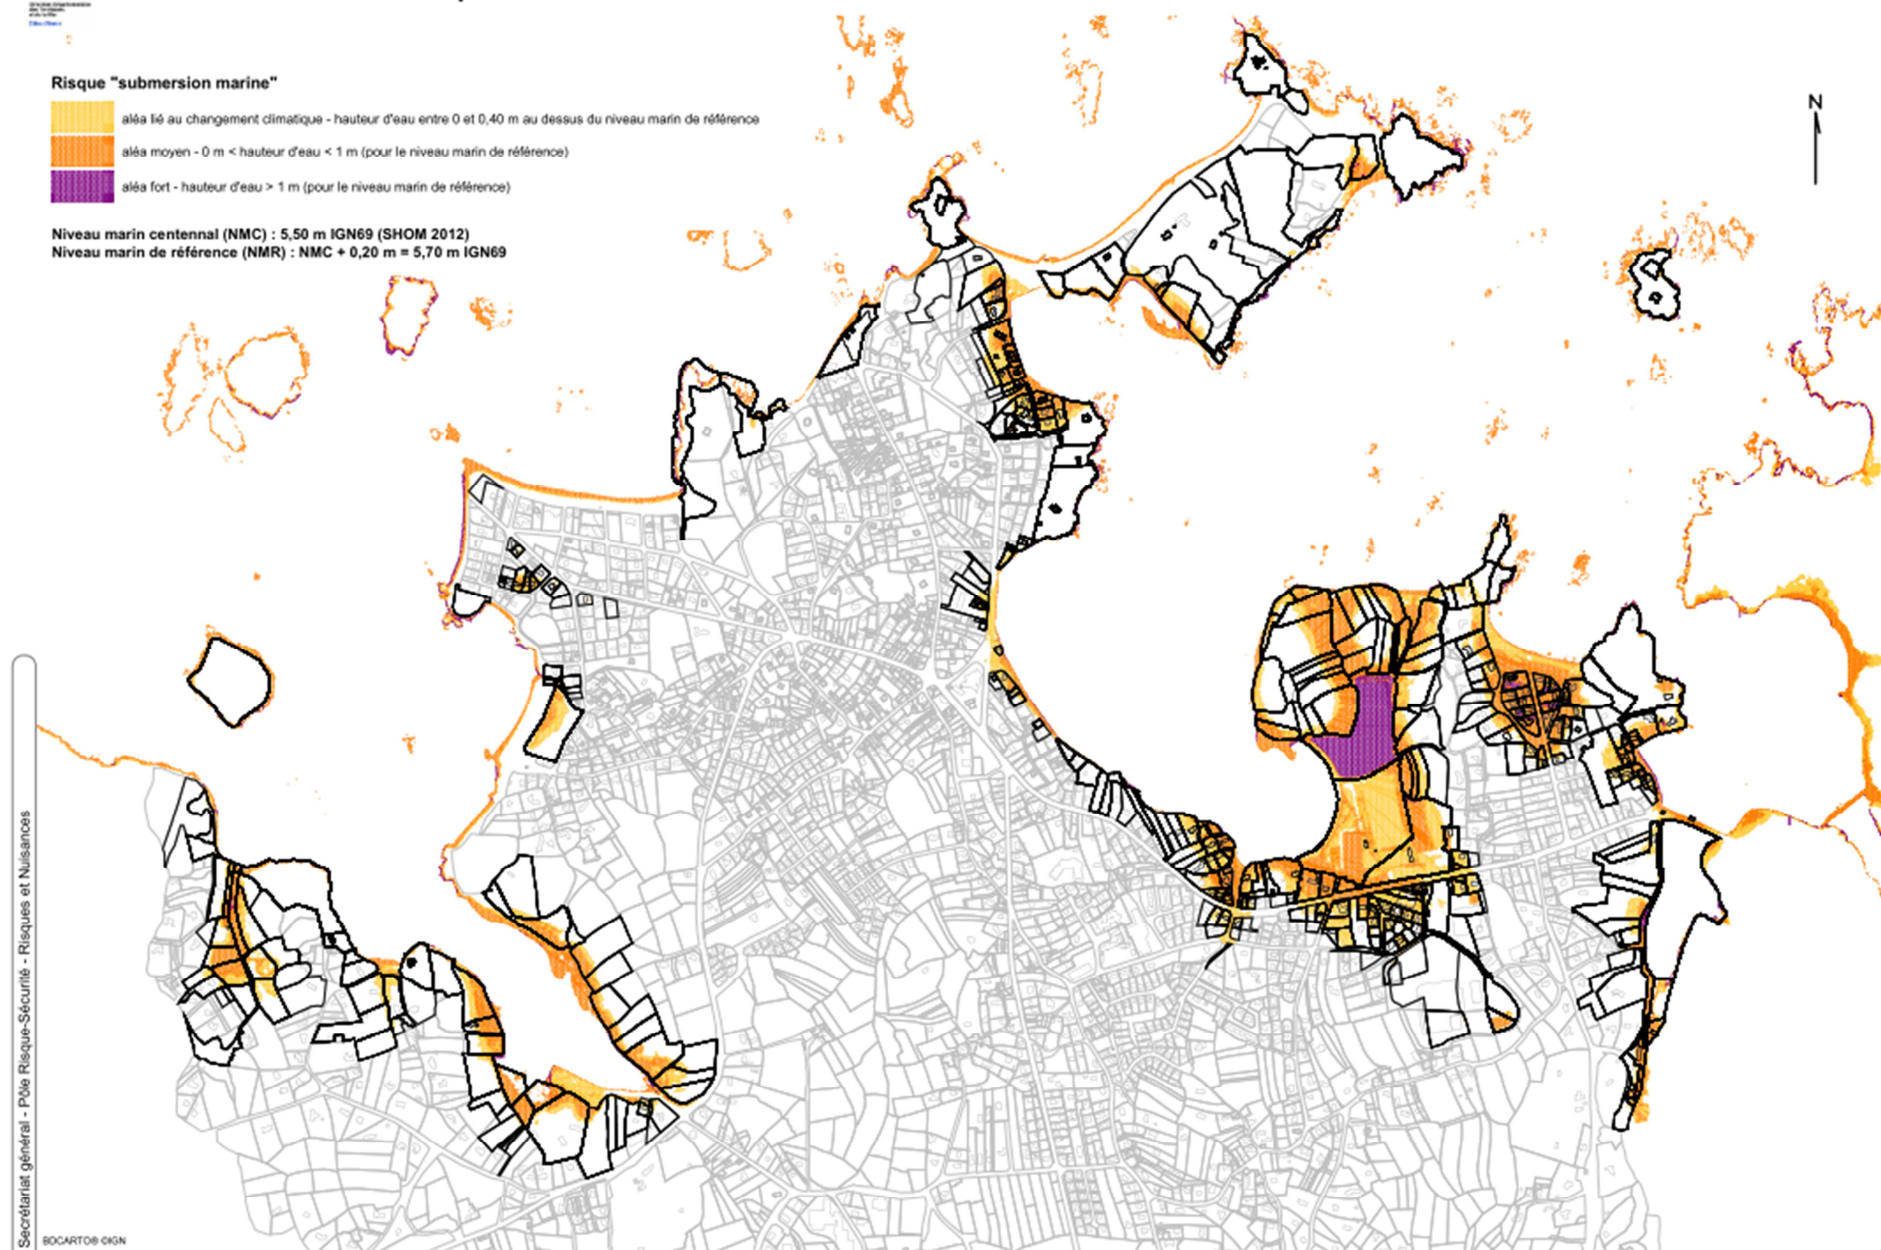 Risque "submersion marine"
aléa lié au changement climatique - hauteur d'eau entre 0 et 0,40 m au dessus du niveau marin de référence
aléa moyen - 0 m < hauteur d'eau < 1 m (pour le niveau marin de référence)
aléa fort - hauteur d'eau > 1 m (pour le niveau marin de référence)
Niveau marin centennal (NMC) : 5,50 m IGN69 (SHOM 2012)
Niveau marin de référence (NMR) : NMC + 0,20 m = 5,70 m IGN69
N
Secrétariat général - Pôle Risque-Sécurité - Risques et Nuisances
BDCARTO® ©IGN